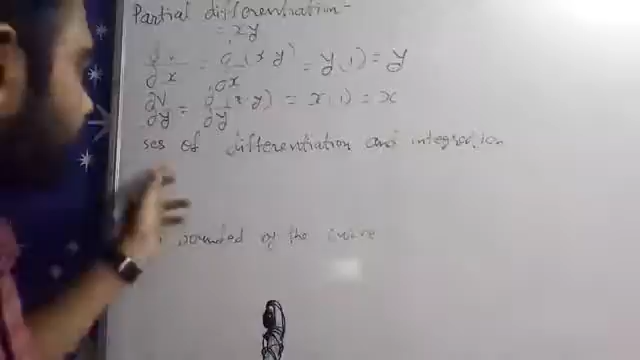 Partial differentiation -
= xy
∂V/∂x = ∂/∂x (x y) = y(1) = y
∂V/∂y = ∂/∂y (x·y) = x(1) = x
ses of differentiation and integration
bounded by the curve